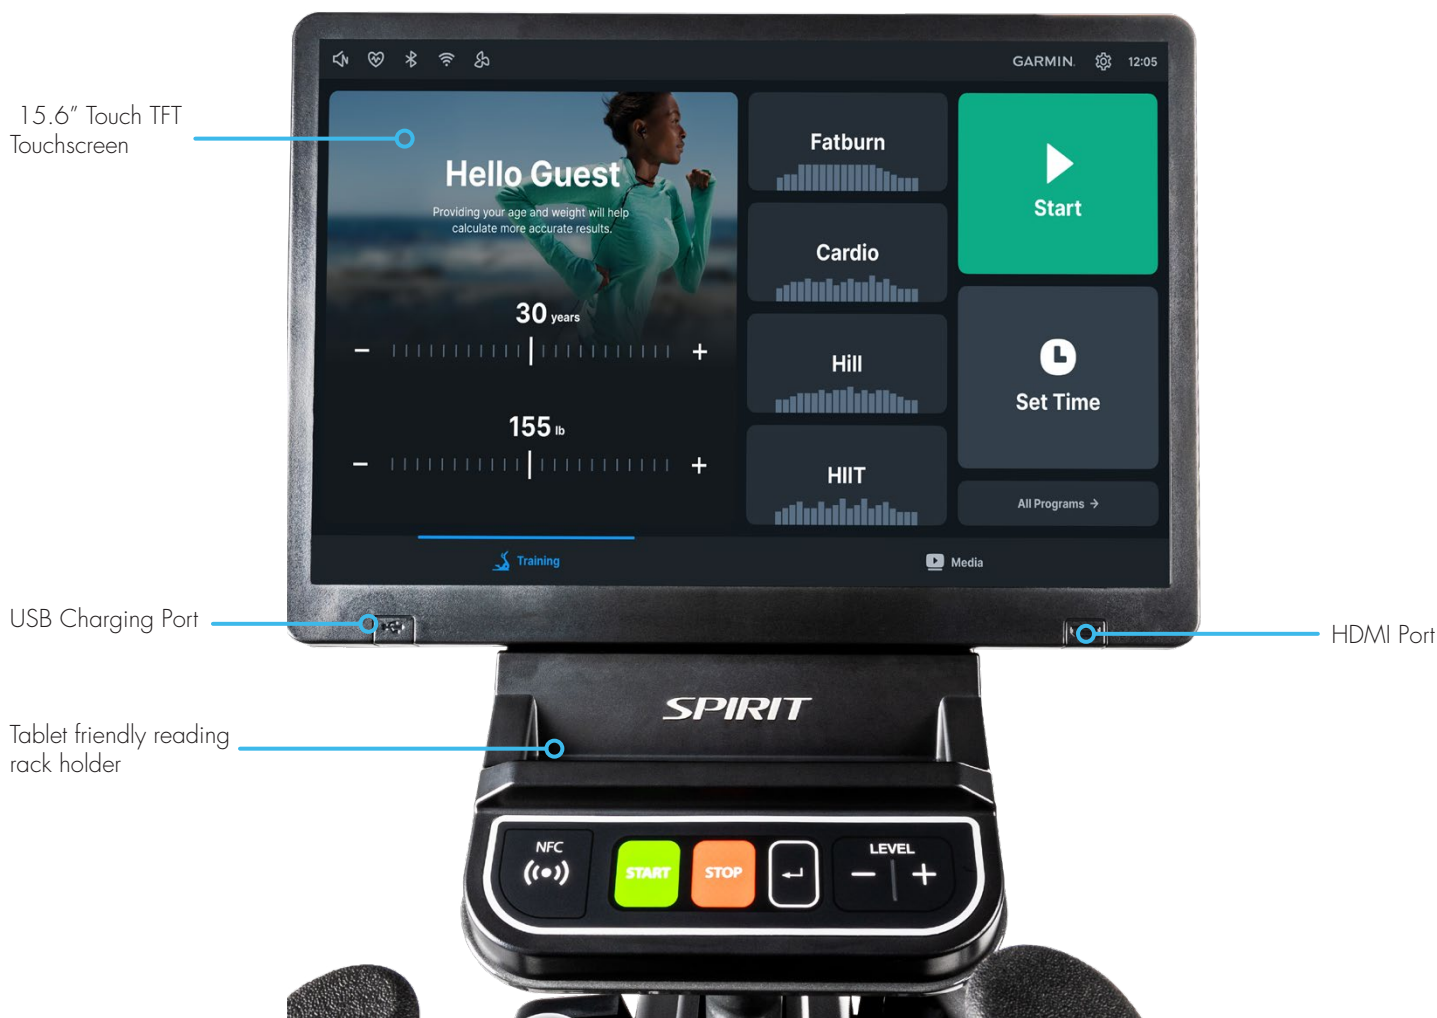 15.6” Touch TFT
Touchscreen
USB Charging Port
Tablet friendly reading
rack holder
HDMI Port
GARMIN.
12:05
Hello Guest
Providing your age and weight will help
calculate more accurate results.
30 years
− +
155 lb
− +
Fatburn
Cardio
Hill
HIIT
Start
Set Time
All Programs →
Training
Media
SPIRIT
NFC
START
STOP
LEVEL
− +